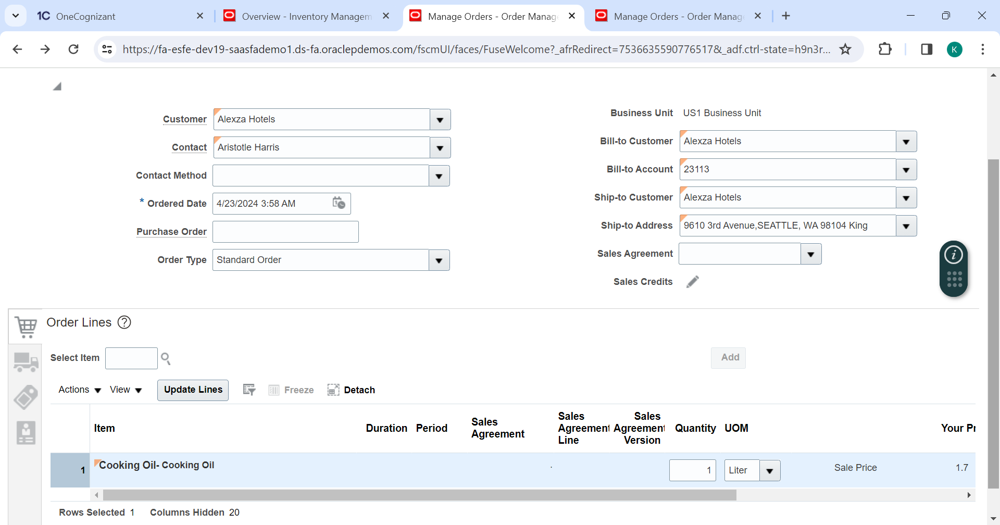 OneCognizant
Overview - Inventory Managem
Manage Orders - Order Manag
Manage Orders - Order Manag
https://fa-esfe-dev19-saasfademo1.ds-fa.oraclepdemos.com/fscmUI/faces/FuseWelcome?_afrRedirect=7536635590776517&_adf.ctrl-state=h9n3r...
K
Customer Alexza Hotels
Contact Aristotle Harris
Contact Method
* Ordered Date 4/23/2024 3:58 AM
Purchase Order
Order Type Standard Order
Business Unit US1 Business Unit
Bill-to Customer Alexza Hotels
Bill-to Account 23113
Ship-to Customer Alexza Hotels
Ship-to Address 9610 3rd Avenue,SEATTLE, WA 98104 King
Sales Agreement
Sales Credits
Order Lines ?
Select Item
Add
Actions View Update Lines Freeze Detach
Item Duration Period Sales Agreement Sales Agreement Line Sales Agreement Version Quantity UOM Your Pr
1 Cooking Oil- Cooking Oil 1 Liter Sale Price 1.7
Rows Selected 1 Columns Hidden 20